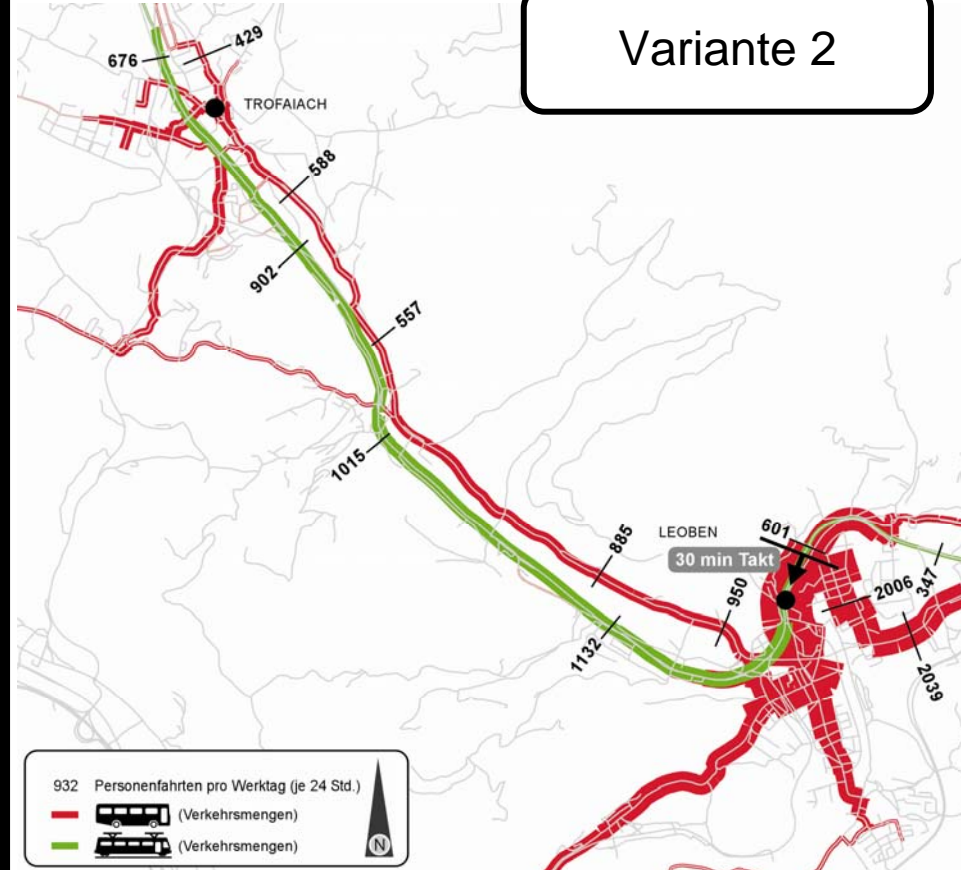 Variante 2
676
429
TROFAIACH
588
902
557
1015
885
LEOBEN
601
30 min Takt
950
2006
347
1132
2039
932 Personenfahrten pro Werktag (je 24 Std.)
(Verkehrsmengen)
(Verkehrsmengen)
N